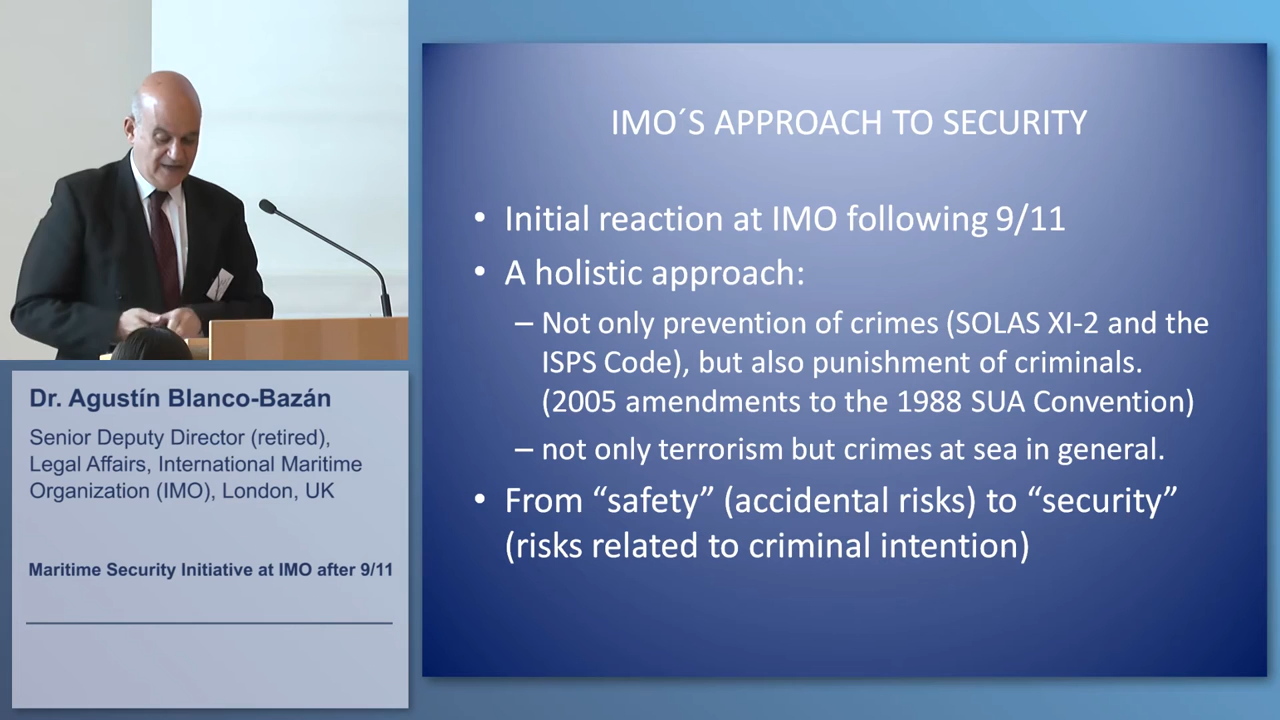 IMO´S APPROACH TO SECURITY
• Initial reaction at IMO following 9/11
• A holistic approach:
– Not only prevention of crimes (SOLAS XI-2 and the
ISPS Code), but also punishment of criminals.
(2005 amendments to the 1988 SUA Convention)
– not only terrorism but crimes at sea in general.
• From “safety” (accidental risks) to “security”
(risks related to criminal intention)
Dr. Agustín Blanco-Bazán
Senior Deputy Director (retired),
Legal Affairs, International Maritime
Organization (IMO), London, UK
Maritime Security Initiative at IMO after 9/11